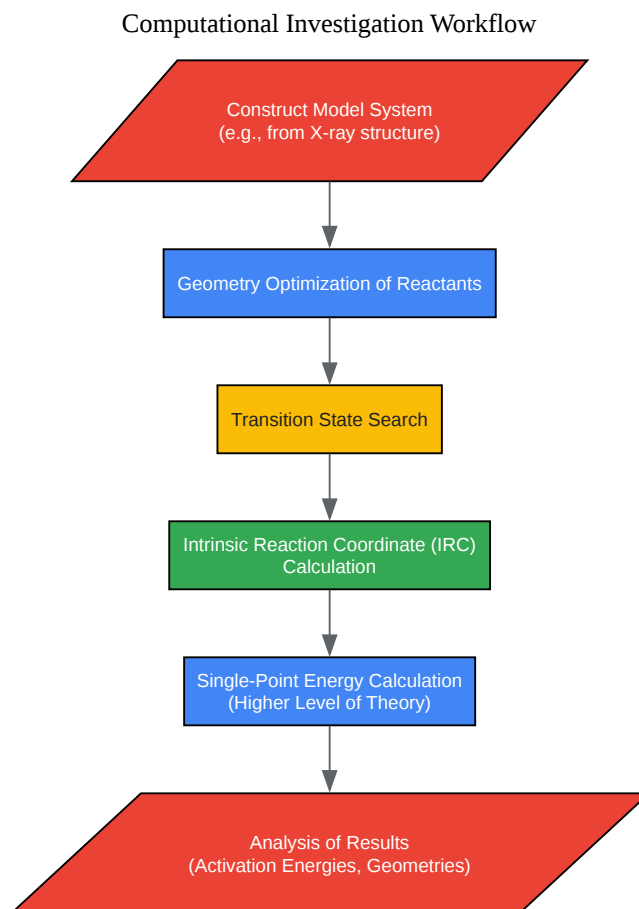 Computational Investigation Workflow
Construct Model System
(e.g., from X-ray structure)
Geometry Optimization of Reactants
Transition State Search
Intrinsic Reaction Coordinate (IRC)
Calculation
Single-Point Energy Calculation
(Higher Level of Theory)
Analysis of Results
(Activation Energies, Geometries)